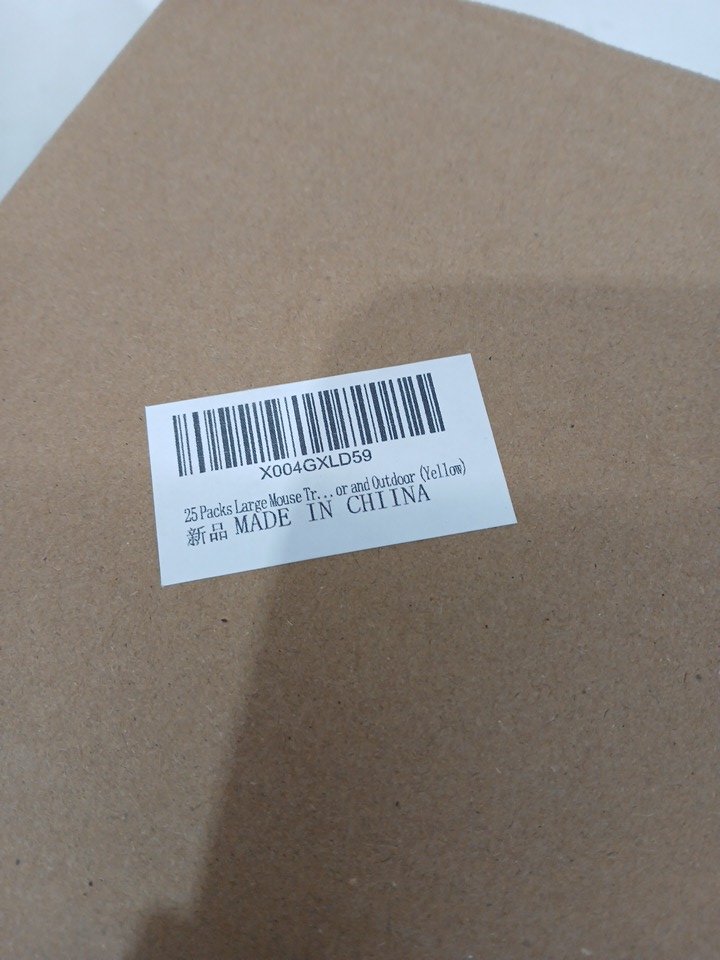 X004GXLD59
25 Packs Large Mouse Tr...or and Outdoor (Yellow)
新品 MADE IN CHIINA